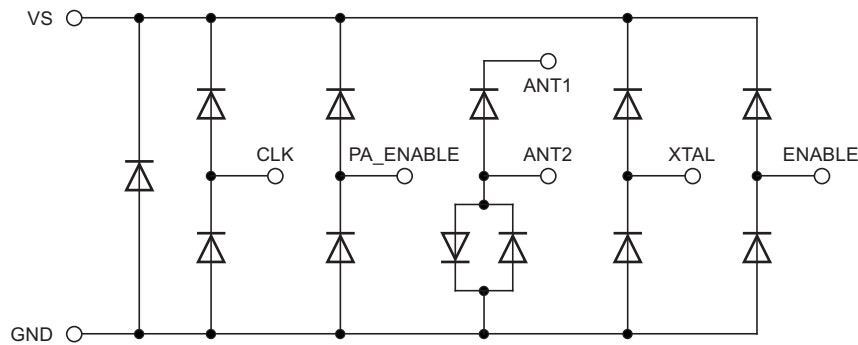 VS
ANT1
CLK
PA_ENABLE
ANT2
XTAL
ENABLE
GND